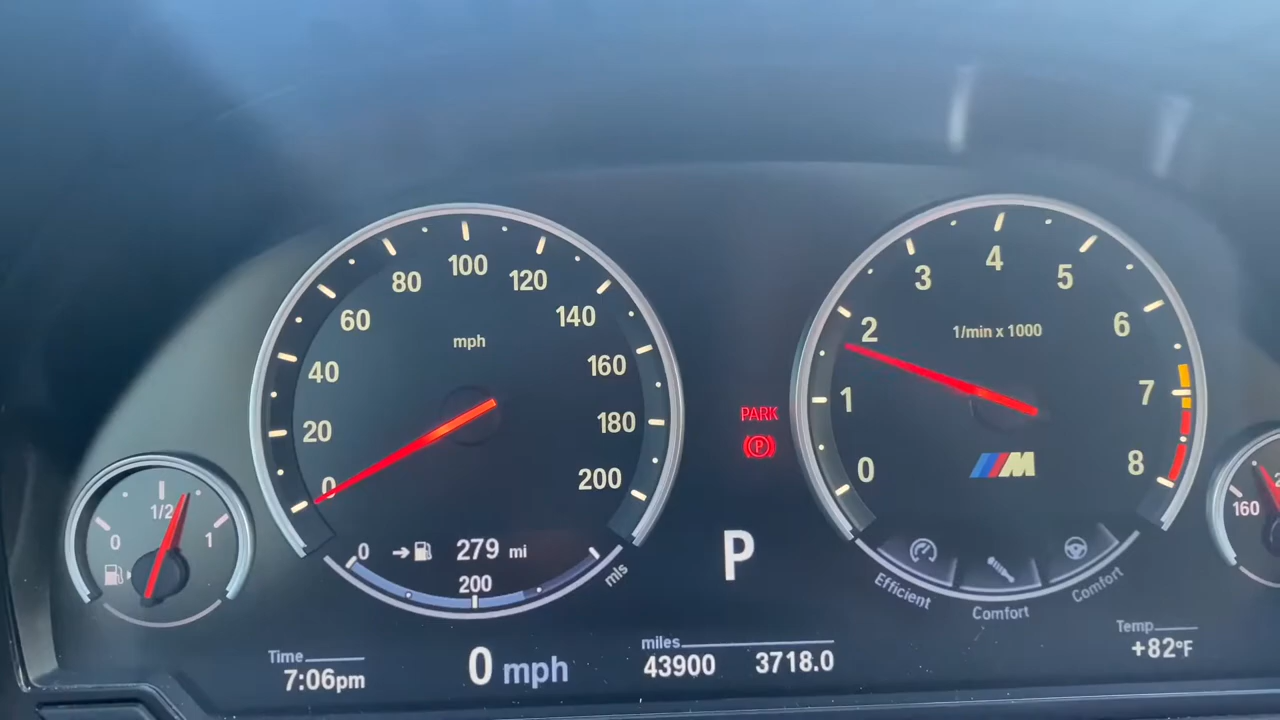 0
20
40
60
80
100
120
140
160
180
200
mph
0
1/2
1
0
279 mi
200
mls
Time
7:06pm
0 mph
PARK
P
P
miles
43900 3718.0
0
1
2
3
4
5
6
7
8
1/min x 1000
M
Efficient
Comfort
Comfort
160
Temp
+82°F